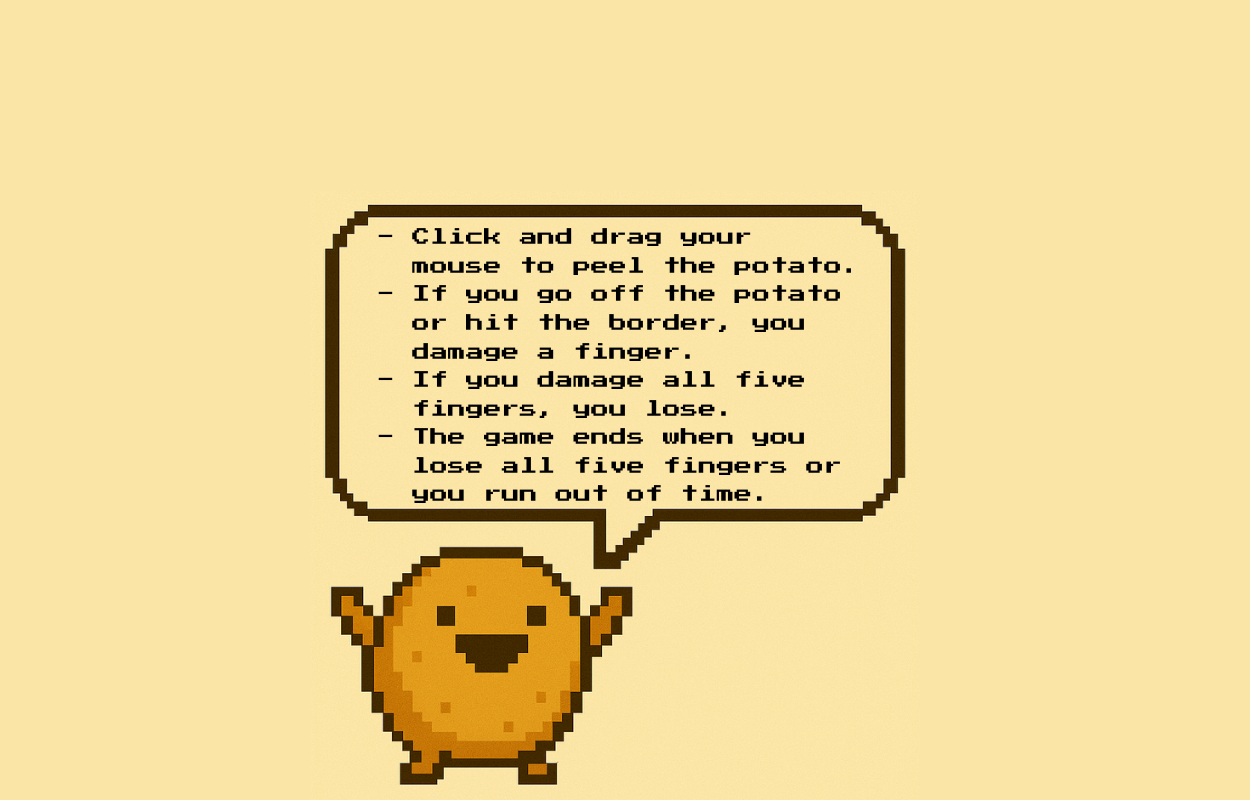 - Click and drag your
mouse to peel the potato.
- If you go off the potato
or hit the border, you
damage a finger.
- If you damage all five
fingers, you lose.
- The game ends when you
lose all five fingers or
you run out of time.